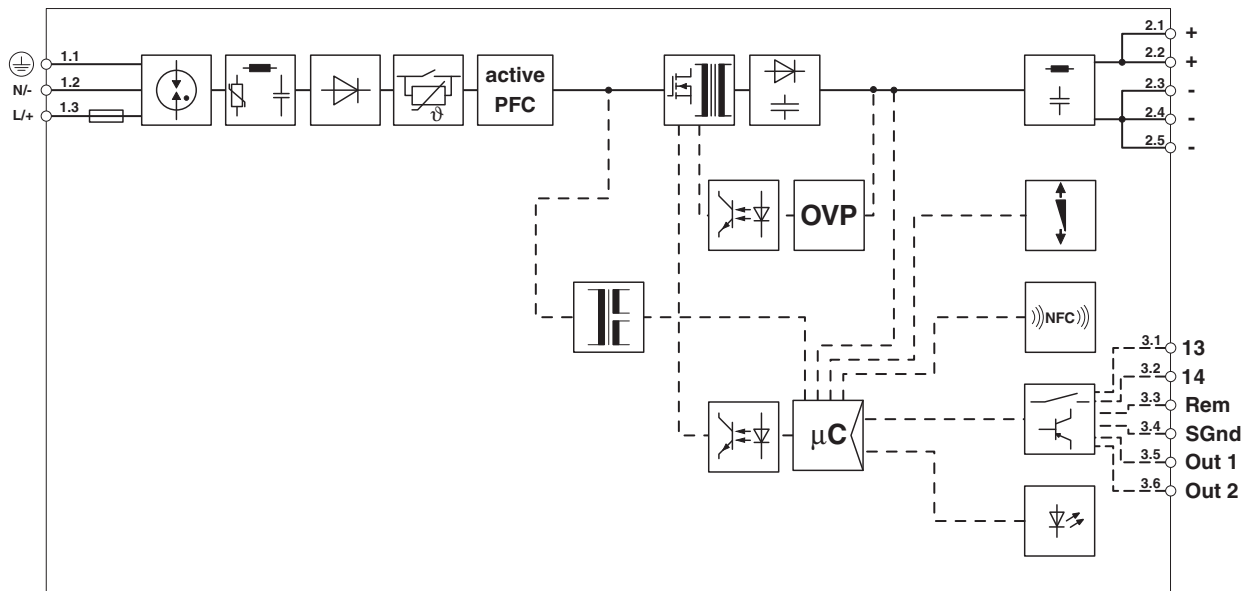 1.1
N/- 1.2
L/+ 1.3
active
PFC
ϑ
2.1 +
2.2 +
2.3 -
2.4 -
2.5 -
OVP
NFC
µC
3.1 13
3.2 14
3.3 Rem
3.4 SGnd
3.5 Out 1
3.6 Out 2